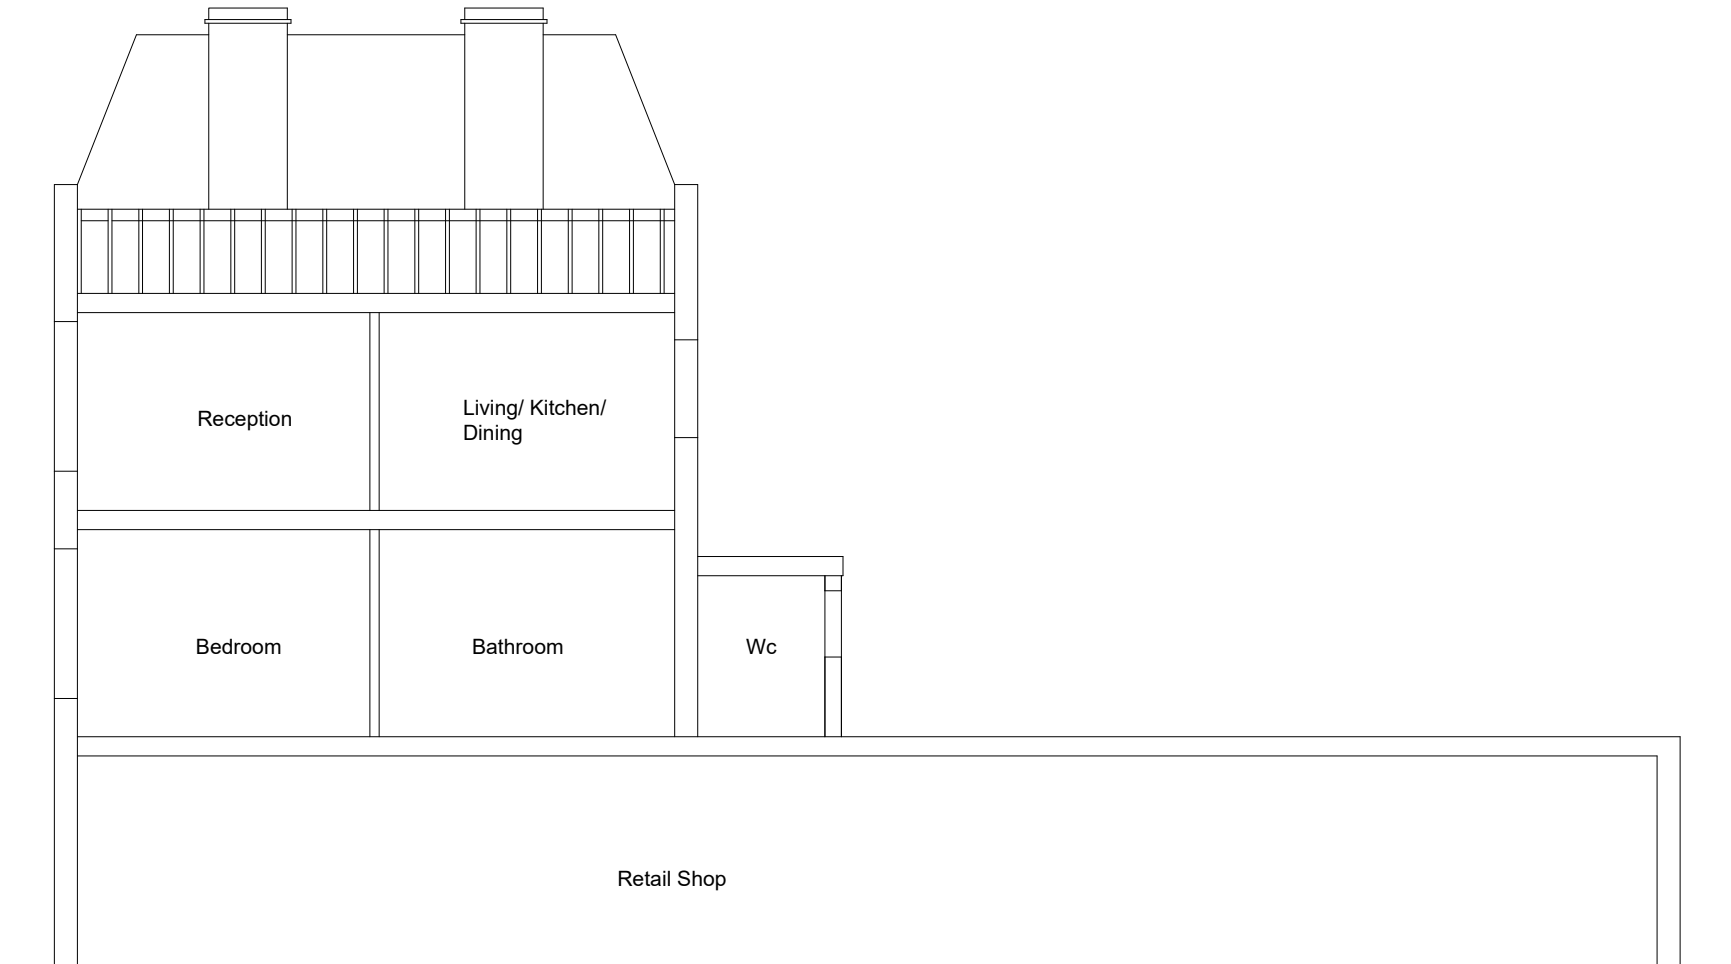 Reception
Living/ Kitchen/
Dining
Bedroom
Bathroom
Wc
Retail Shop